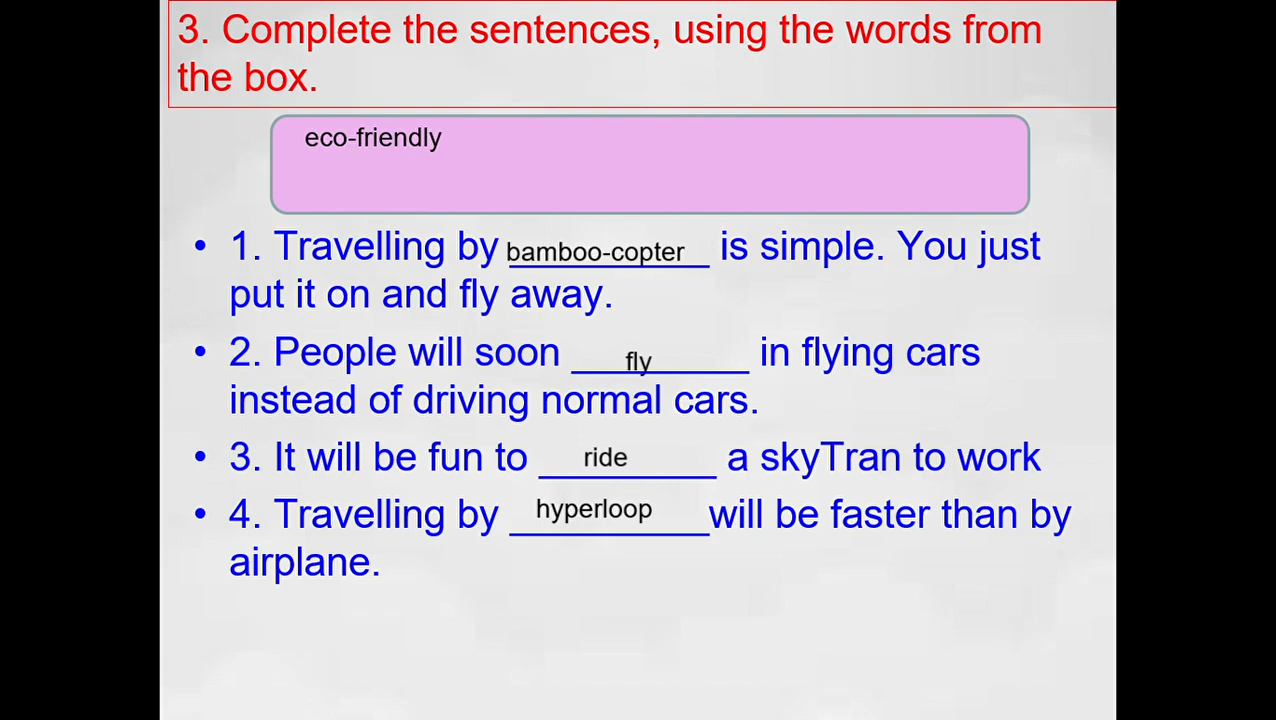 3. Complete the sentences, using the words from
the box.
eco-friendly
• 1. Travelling by bamboo-copter is simple. You just
put it on and fly away.
• 2. People will soon fly in flying cars
instead of driving normal cars.
• 3. It will be fun to ride a skyTran to work
• 4. Travelling by hyperloop will be faster than by
airplane.